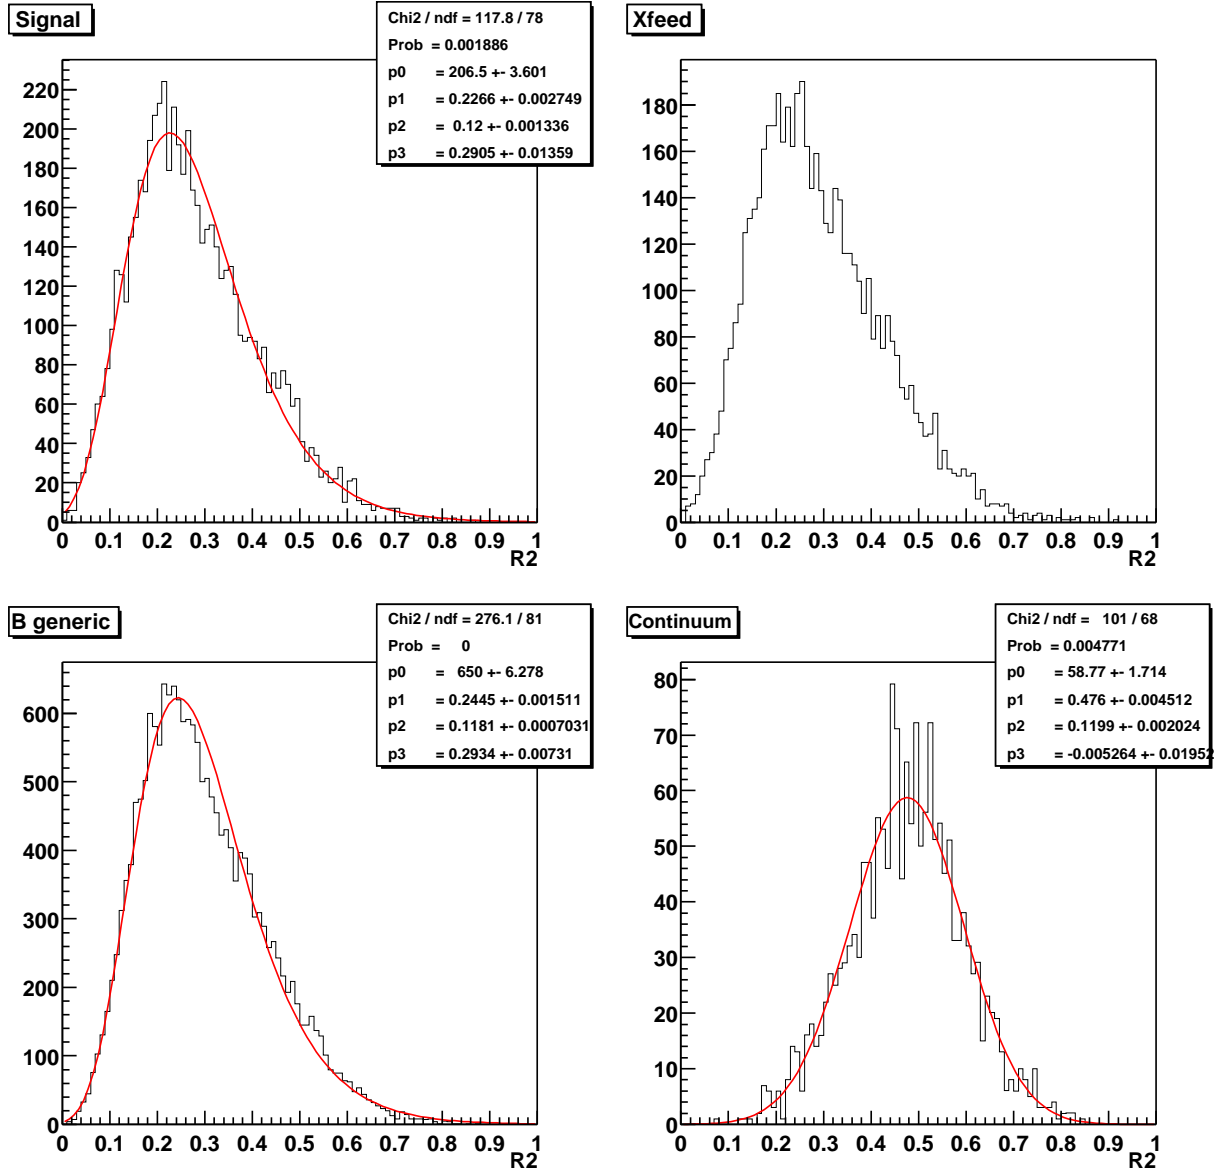 Signal
Chi2 / ndf = 117.8 / 78
Prob = 0.001886
p0 = 206.5 +- 3.601
p1 = 0.2266 +- 0.002749
p2 = 0.12 +- 0.001336
p3 = 0.2905 +- 0.01359
220
200
180
160
140
120
100
80
60
40
20
0
0 0.1 0.2 0.3 0.4 0.5 0.6 0.7 0.8 0.9 1
R2
Xfeed
180
160
140
120
100
80
60
40
20
0
0 0.1 0.2 0.3 0.4 0.5 0.6 0.7 0.8 0.9 1
R2
B generic
Chi2 / ndf = 276.1 / 81
Prob = 0
p0 = 650 +- 6.278
p1 = 0.2445 +- 0.001511
p2 = 0.1181 +- 0.0007031
p3 = 0.2934 +- 0.00731
600
500
400
300
200
100
0
0 0.1 0.2 0.3 0.4 0.5 0.6 0.7 0.8 0.9 1
R2
Continuum
Chi2 / ndf = 101 / 68
Prob = 0.004771
p0 = 58.77 +- 1.714
p1 = 0.476 +- 0.004512
p2 = 0.1199 +- 0.002024
p3 = -0.005264 +- 0.01952
80
70
60
50
40
30
20
10
0
0 0.1 0.2 0.3 0.4 0.5 0.6 0.7 0.8 0.9 1
R2